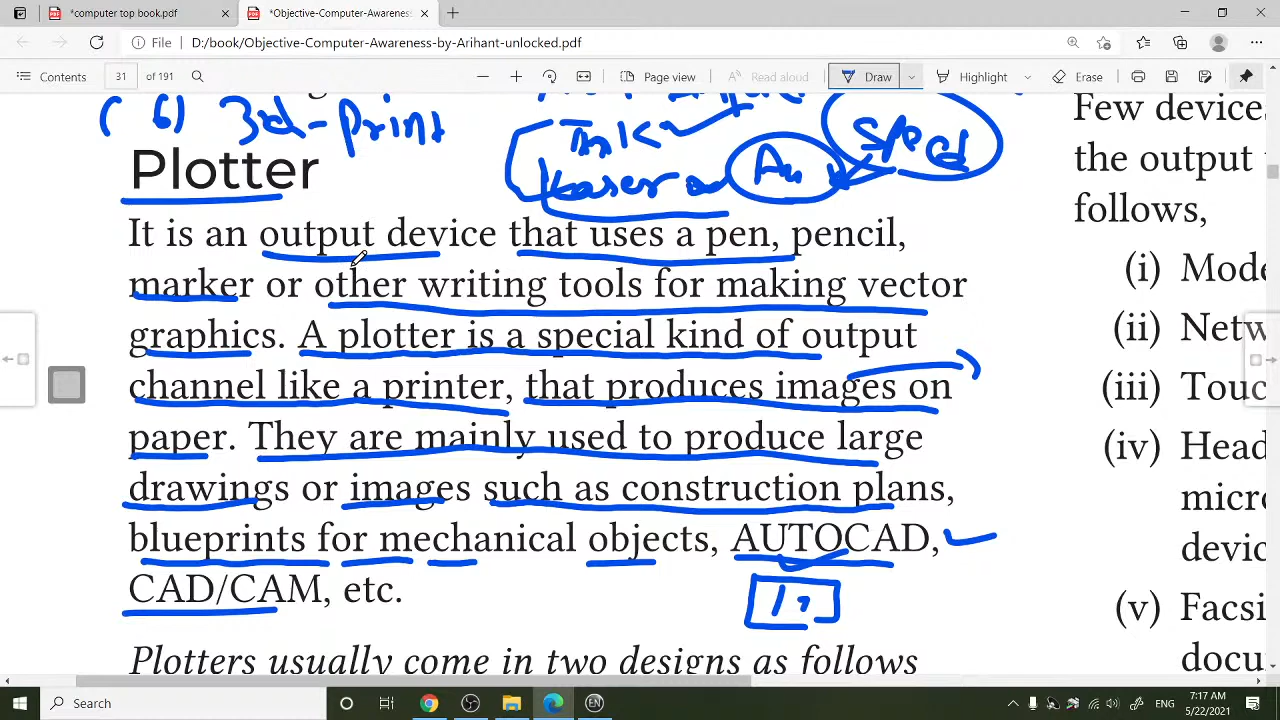 *computer top book.pdf
*Objective-Computer-Awareness
File
D:/book/Objective-Computer-Awareness-by-Arihant-unlocked.pdf
Contents
31
of 191
Page view
Read aloud
Draw
Highlight
Erase
(6) 3d-print
Ink
Laser
Speed
Plotter
It is an output device that uses a pen, pencil,
marker or other writing tools for making vector
graphics. A plotter is a special kind of output
channel like a printer, that produces images on
paper. They are mainly used to produce large
drawings or images such as construction plans,
blueprints for mechanical objects, AUTOCAD,
CAD/CAM, etc.
Plotters usually come in two designs as follows
Few device
the output
follows,
(i) Mode
(ii) Netw
(iii) Touc
(iv) Head
micro
devic
(v) Facsi
docu
Search
EN
ENG
7:17 AM
5/22/2021